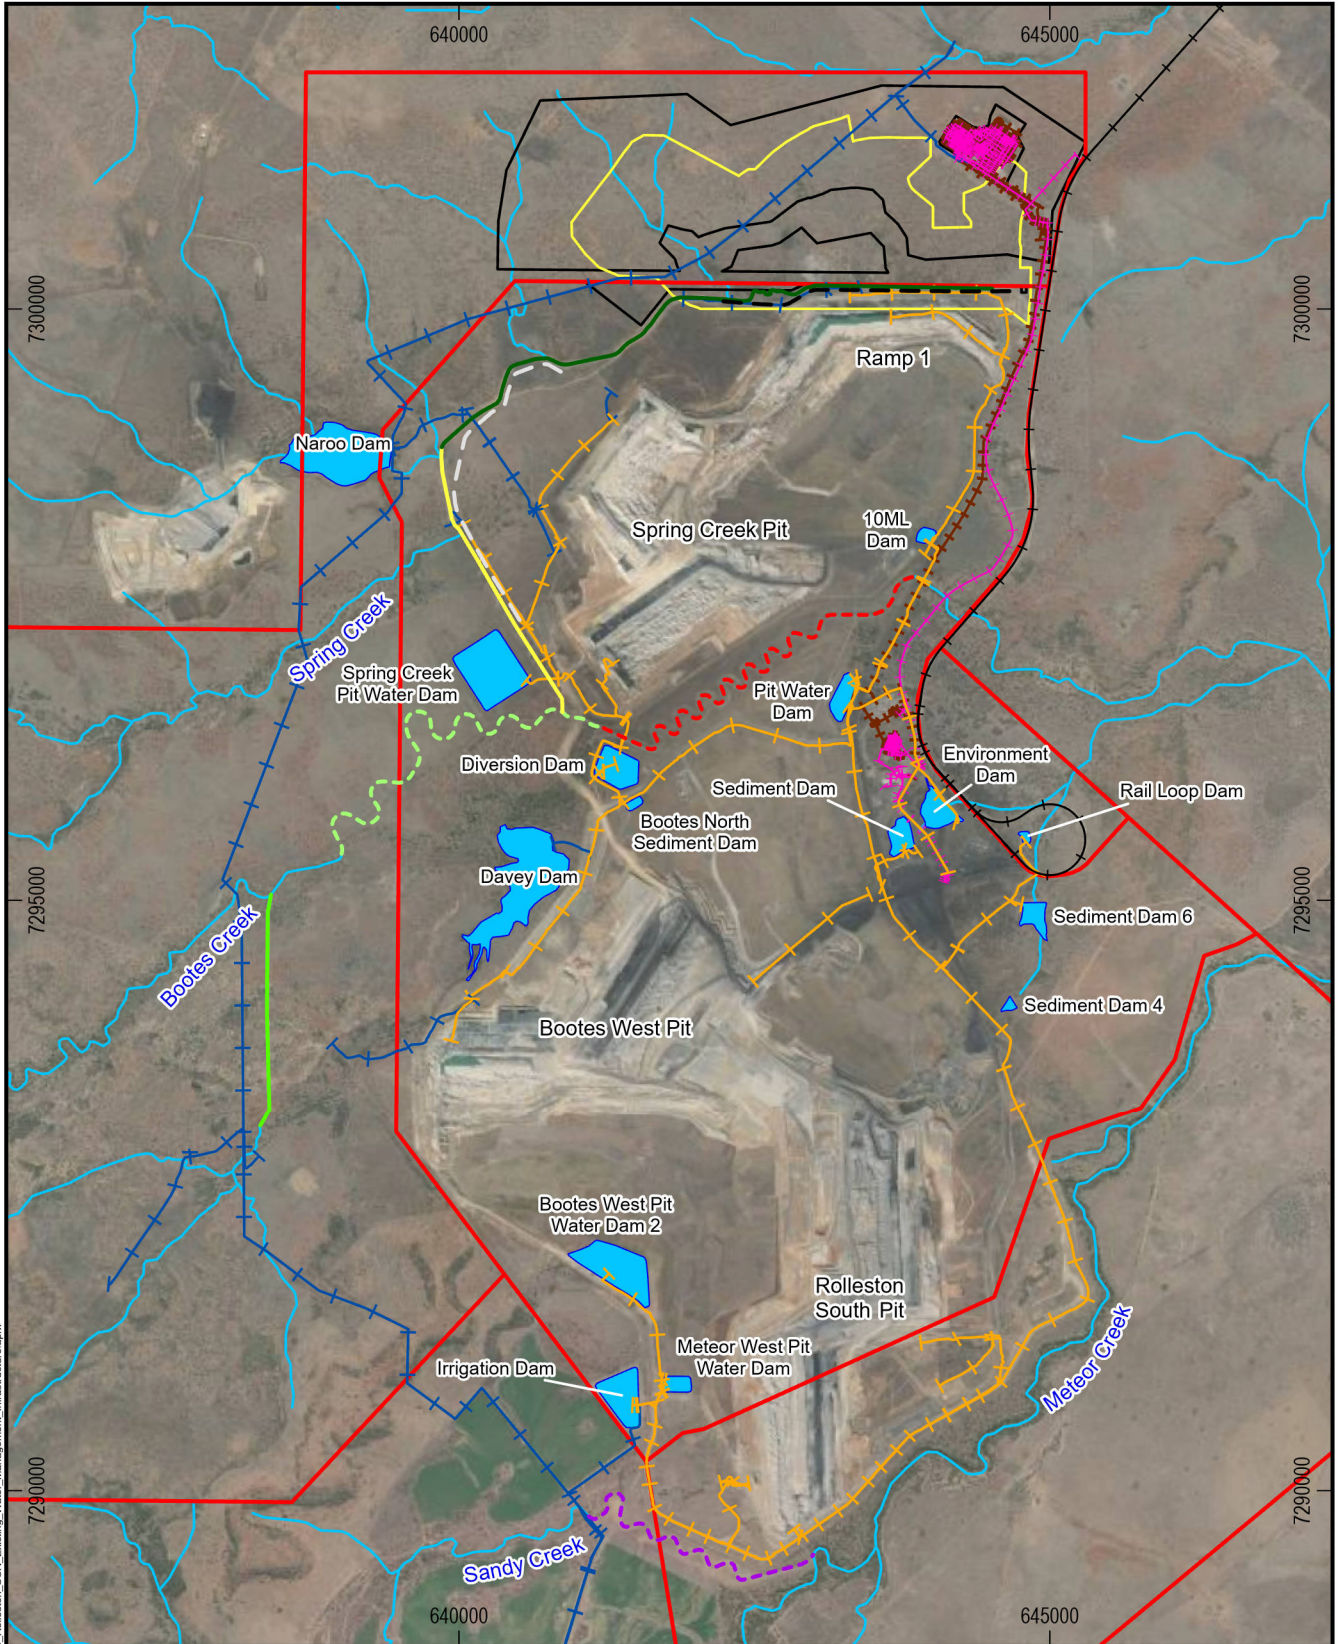 640000
645000
7300000
7300000
Ramp 1
Naroo Dam
Spring Creek Pit
10ML
Dam
Spring Creek
Spring Creek
Pit Water Dam
Pit Water
Dam
Environment
Dam
Diversion Dam
Sediment Dam
Rail Loop Dam
Bootes North
Sediment Dam
Davey Dam
7295000
7295000
Sediment Dam 6
Bootes Creek
Sediment Dam 4
Bootes West Pit
Bootes West Pit
Water Dam 2
Rolleston
South Pit
Meteor Creek
Meteor West Pit
Water Dam
Irrigation Dam
7290000
7290000
Sandy Creek
640000
645000